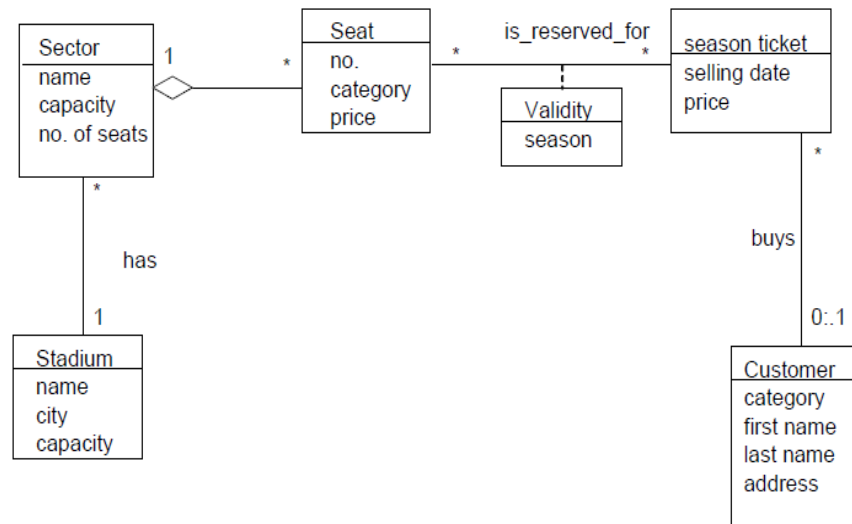 Sector
name
capacity
no. of seats
1
*
Seat
no.
category
price
*
is_reserved_for
*
Validity
season
season ticket
selling date
price
*
has
1
Stadium
name
city
capacity
*
buys
0:.1
Customer
category
first name
last name
address